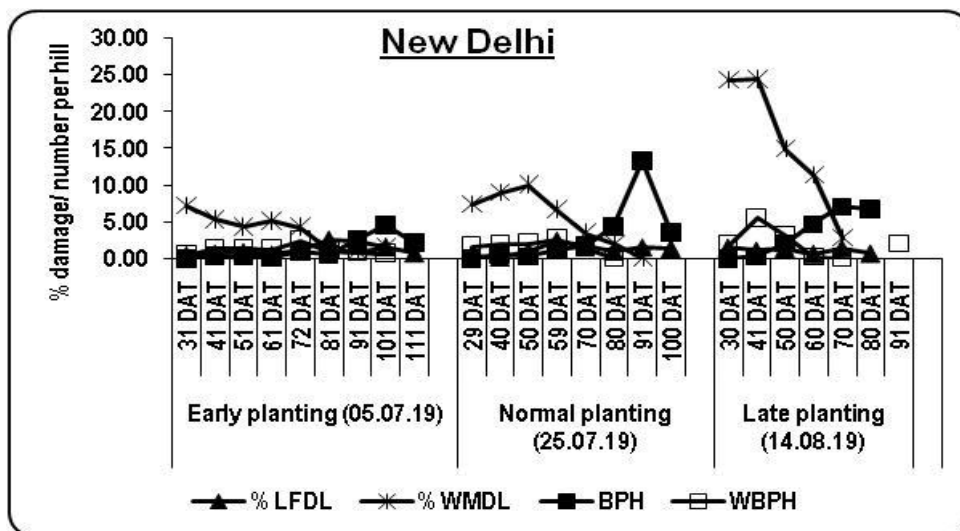 New Delhi
% damage/ number per hill
30.00
25.00
20.00
15.00
10.00
5.00
0.00
31 DAT
41 DAT
51 DAT
61 DAT
72 DAT
81 DAT
91 DAT
101 DAT
111 DAT
29 DAT
40 DAT
50 DAT
59 DAT
70 DAT
80 DAT
91 DAT
100 DAT
30 DAT
41 DAT
50 DAT
60 DAT
70 DAT
80 DAT
91 DAT
Early planting (05.07.19)
Normal planting
(25.07.19)
Late planting
(14.08.19)
% LFDL
% WMDL
BPH
WBPH